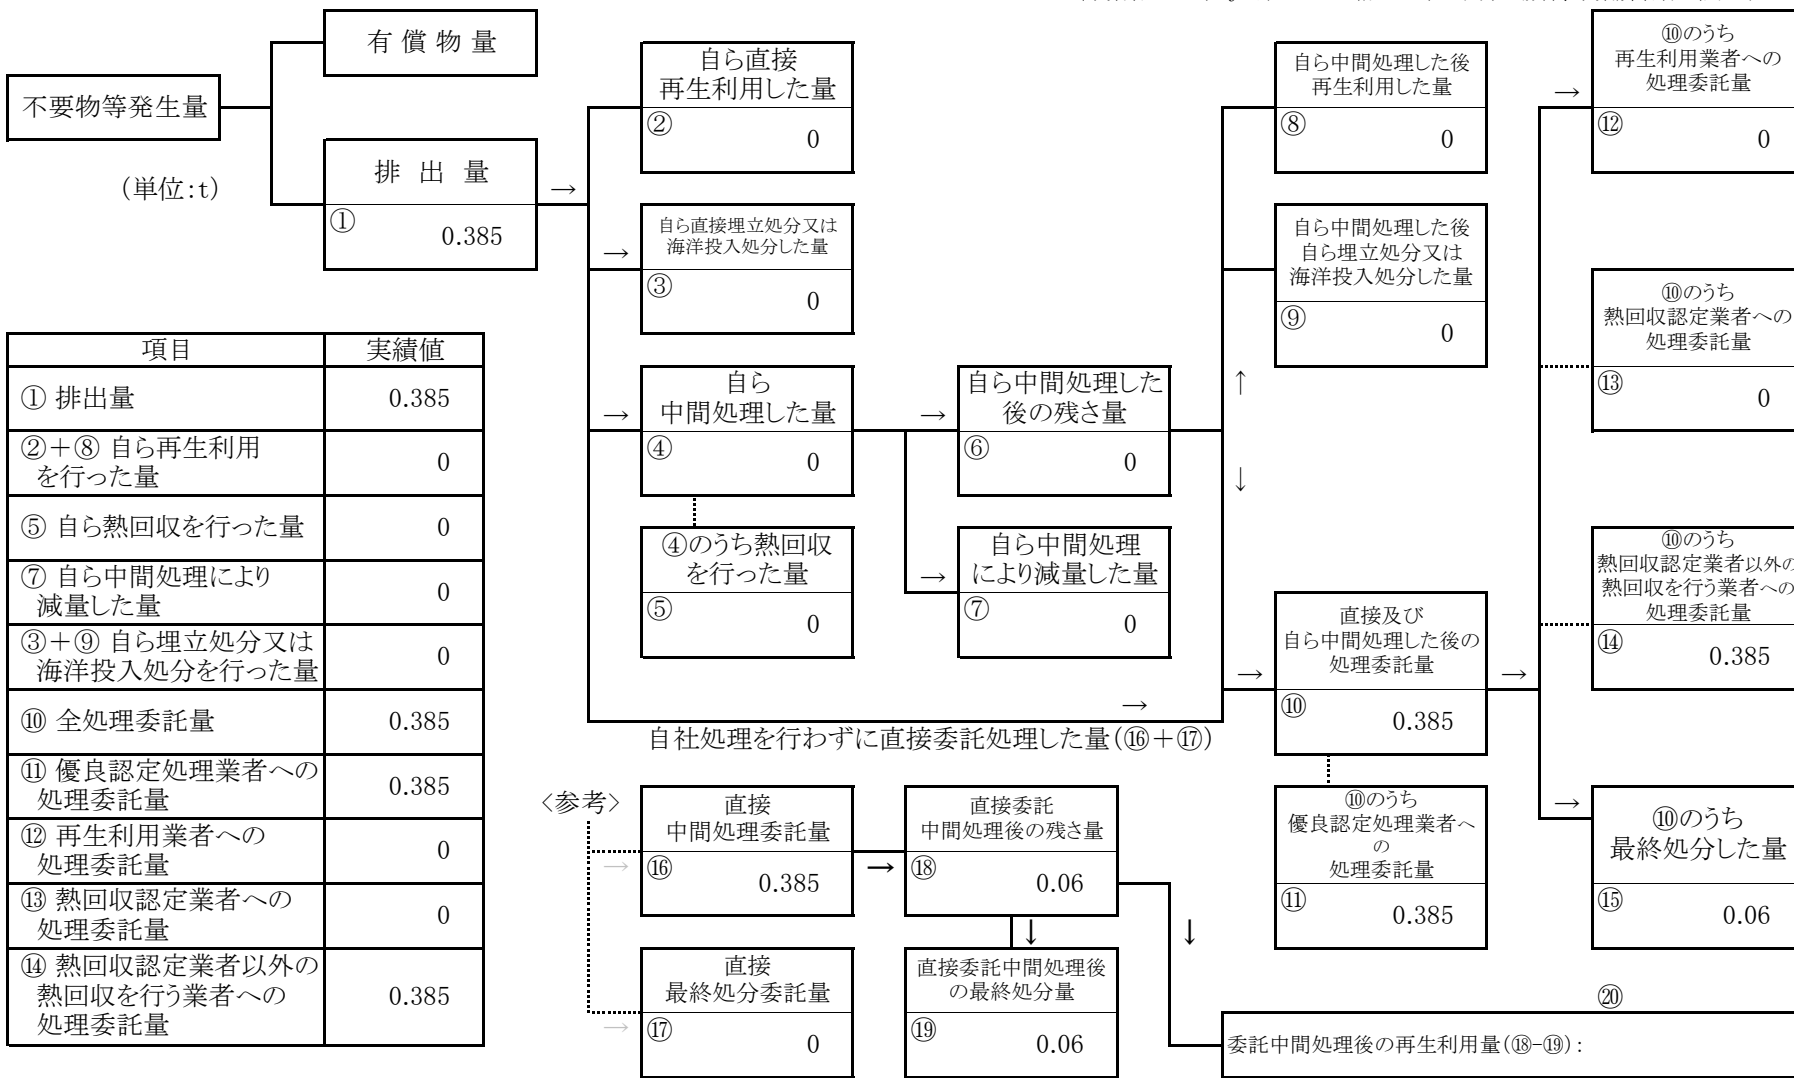 有償物量
不要物等発生量
(単位:t)
排出量
①
0.385
→
自ら直接
再生利用した量
②
0
→
自ら直接埋立処分又は
海洋投入処分した量
③
0
→
自ら
中間処理した量
④
0
④のうち熱回収
を行った量
⑤
0
→
自ら中間処理した
後の残さ量
⑥
0
→
自ら中間処理
により減量した量
⑦
0
↑
↓
自ら中間処理した後
再生利用した量
⑧
0
自ら中間処理した後
自ら埋立処分又は
海洋投入処分した量
⑨
0
→
直接及び
自ら中間処理した後の
処理委託量
⑩
0.385
⑩のうち
優良認定処理業者へ
の
処理委託量
⑪
0.385
→
→
⑩のうち
再生利用業者への
処理委託量
⑫
0
⑩のうち
熱回収認定業者への
処理委託量
⑬
0
⑩のうち
熱回収認定業者以外の
熱回収を行う業者への
処理委託量
⑭
0.385
→
⑩のうち
最終処分した量
⑮
0.06
→
自社処理を行わずに直接委託処理した量(⑯+⑰)
〈参考〉
→
直接
中間処理委託量
⑯
0.385
→
直接委託
中間処理後の残さ量
⑱
0.06
↓
↓
→
直接
最終処分委託量
⑰
0
直接委託中間処理後
の最終処分量
⑲
0.06
⑳
委託中間処理後の再生利用量(⑱-⑲):
項目 実績値
① 排出量 0.385
②+⑧ 自ら再生利用
を行った量 0
⑤ 自ら熱回収を行った量 0
⑦ 自ら中間処理により
減量した量 0
③+⑨ 自ら埋立処分又は
海洋投入処分を行った量 0
⑩ 全処理委託量 0.385
⑪ 優良認定処理業者への
処理委託量 0.385
⑫ 再生利用業者への
処理委託量 0
⑬ 熱回収認定業者への
処理委託量 0
⑭ 熱回収認定業者以外の
熱回収を行う業者への
処理委託量 0.385